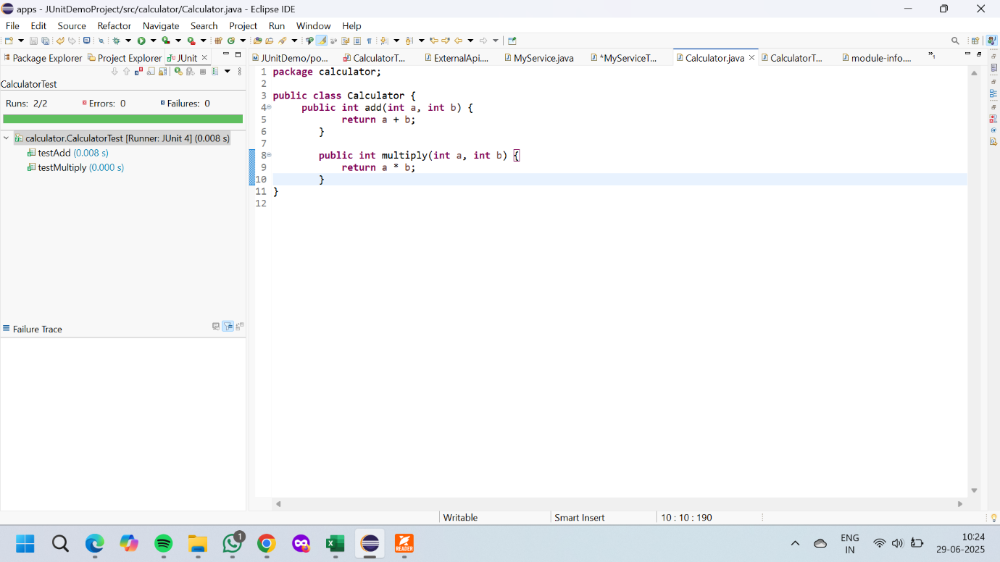 apps - JUnitDemoProject/src/calculator/Calculator.java - Eclipse IDE
File Edit Source Refactor Navigate Search Project Run Window Help
Package Explorer Project Explorer JUnit
JUnitDemo/po... CalculatorT... ExternalApi.... MyService.java *MyServiceT... Calculator.java CalculatorT... module-info.... »1
CalculatorTest
Runs: 2/2 Errors: 0 Failures: 0
calculator.CalculatorTest [Runner: JUnit 4] (0.008 s)
testAdd (0.008 s)
testMultiply (0.000 s)
Failure Trace
1 package calculator;
2
3 public class Calculator {
4 public int add(int a, int b) {
5 return a + b;
6 }
7
8 public int multiply(int a, int b) {
9 return a * b;
10 }
11 }
12
Writable Smart Insert 10 : 10 : 190
1
READER
ENG
IN
10:24
29-06-2025